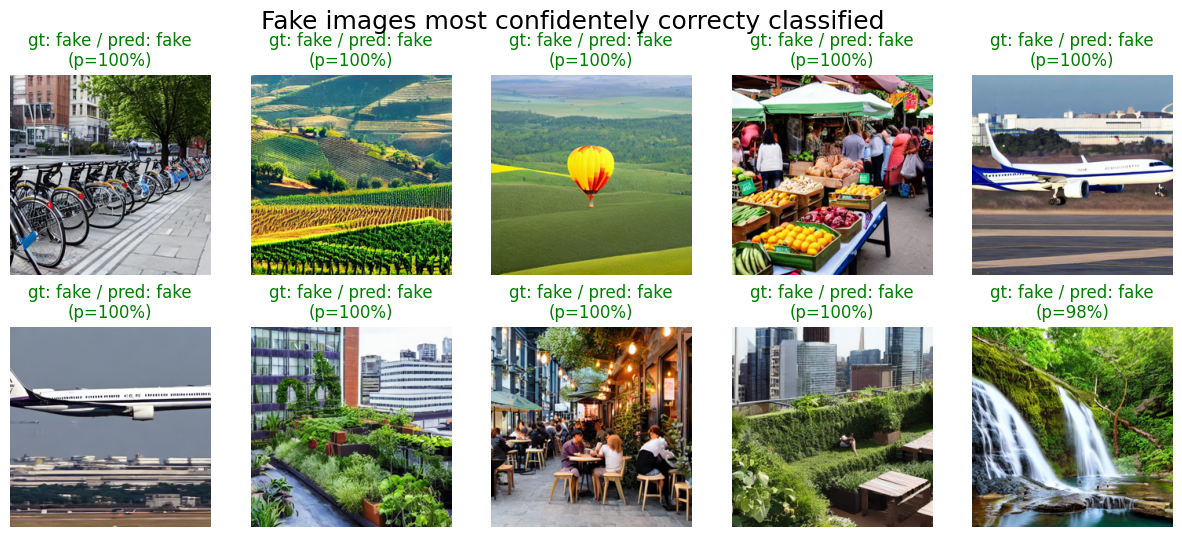 Fake images most confidentely correcty classified
gt: fake / pred: fake
(p=100%)
gt: fake / pred: fake
(p=100%)
gt: fake / pred: fake
(p=100%)
gt: fake / pred: fake
(p=100%)
gt: fake / pred: fake
(p=100%)
gt: fake / pred: fake
(p=100%)
gt: fake / pred: fake
(p=100%)
gt: fake / pred: fake
(p=100%)
gt: fake / pred: fake
(p=100%)
gt: fake / pred: fake
(p=98%)